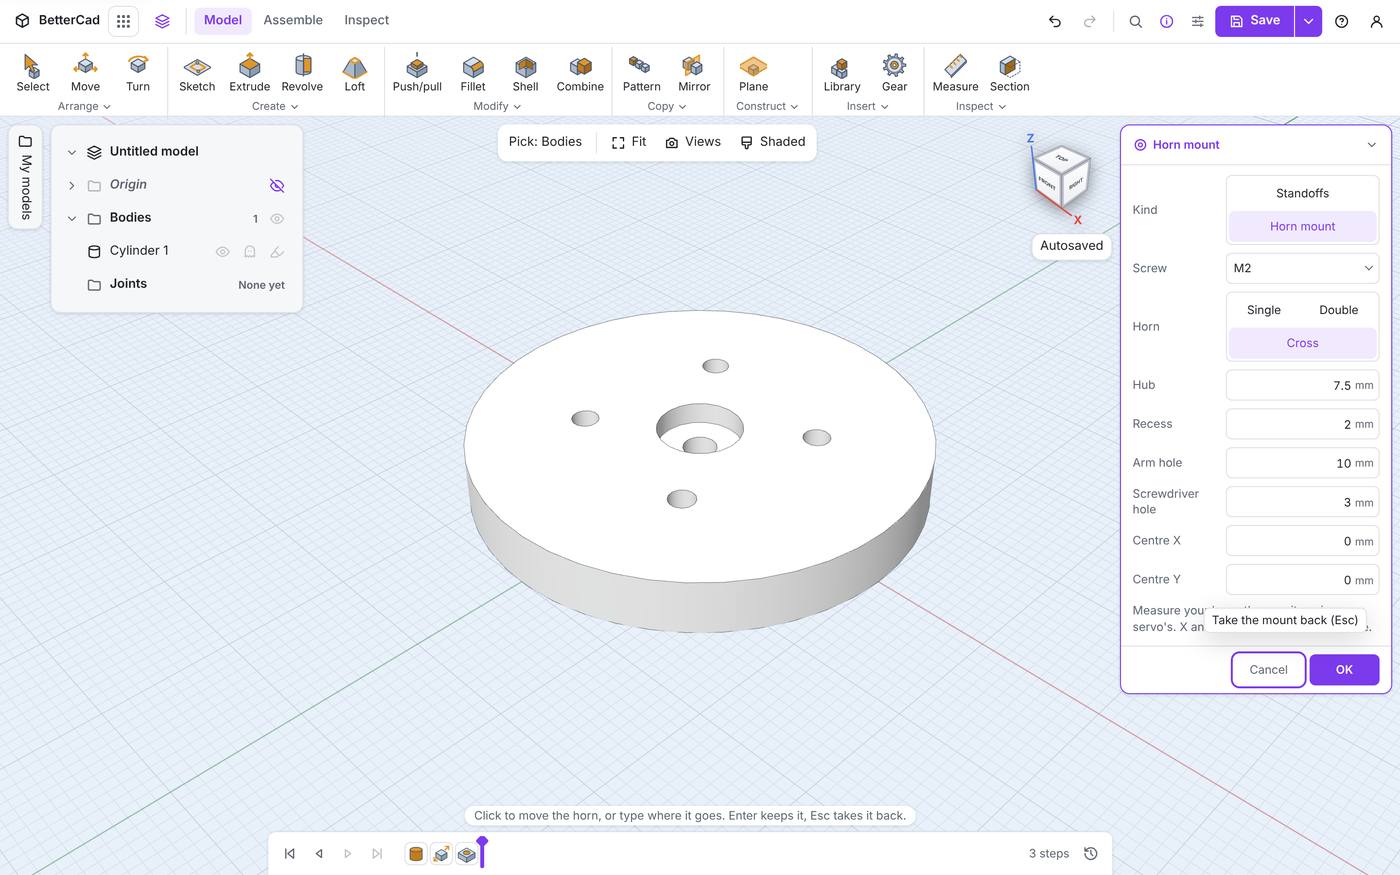 BetterCad
Model
Assemble
Inspect
Save
Select
Move
Turn
Sketch
Extrude
Revolve
Loft
Push/pull
Fillet
Shell
Combine
Pattern
Mirror
Plane
Library
Gear
Measure
Section
Arrange
Create
Modify
Copy
Construct
Insert
Inspect
My models
Untitled model
Origin
Bodies 1
Cylinder 1
Joints None yet
Pick: Bodies
Fit
Views
Shaded
Z
TOP
FRONT
RIGHT
X
Autosaved
Horn mount
Kind
Standoffs
Horn mount
Screw M2
Horn
Single Double
Cross
Hub 7.5 mm
Recess 2 mm
Arm hole 10 mm
Screwdriver
hole
3 mm
Centre X 0 mm
Centre Y 0 mm
Measure
servo's. X
Take the mount back (Esc)
Cancel
OK
Click to move the horn, or type where it goes. Enter keeps it, Esc takes it back.
3 steps